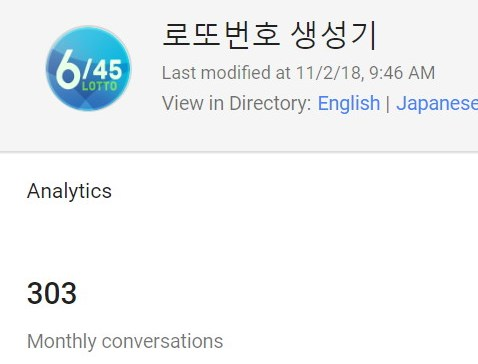 6/45
LOTTO
로또번호 생성기
Last modified at 11/2/18, 9:46 AM
View in Directory: English | Japanese
Analytics
303
Monthly conversations